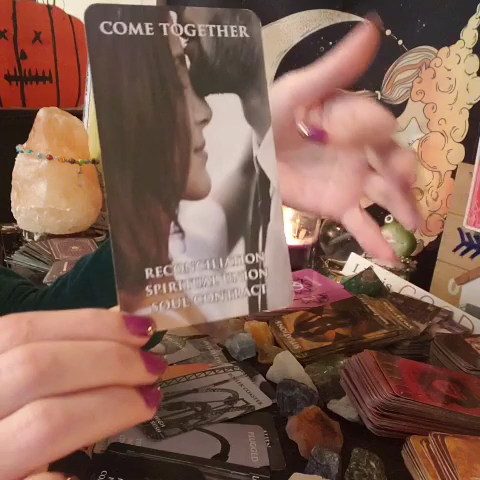 COME TOGETHER
RECONCILIATION
SPIRITUAL UNION
SOUL CONTRACT